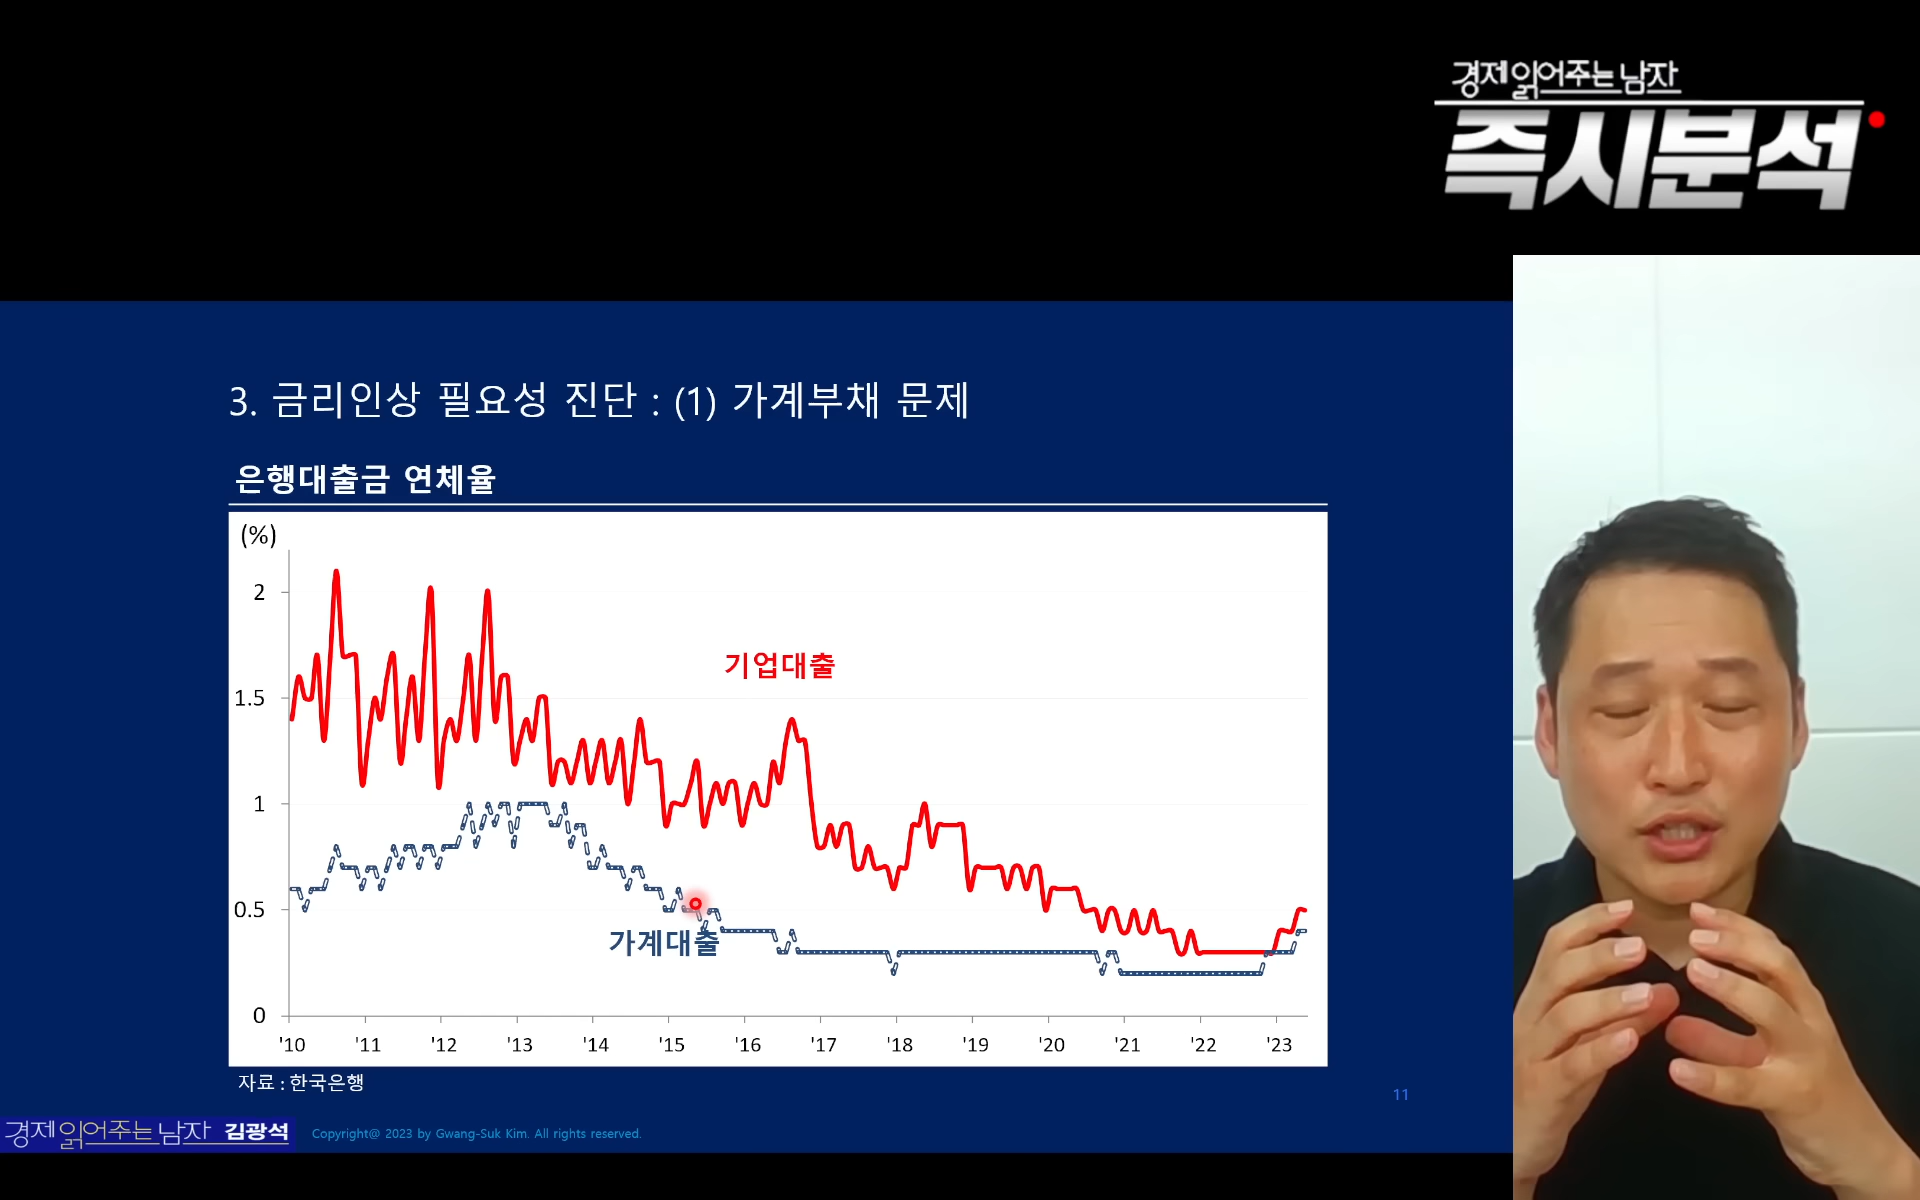 경제읽어주는남자
즉시분석
3. 금리인상 필요성 진단 : (1) 가계부채 문제
은행대출금 연체율
(%)
2
1.5
1
0.5
0
기업대출
가계대출
'10 '11 '12 '13 '14 '15 '16 '17 '18 '19 '20 '21 '22 '23
자료 : 한국은행
11
경제읽어주는남자 김광석
Copyright@ 2023 by Gwang-Suk Kim. All rights reserved.